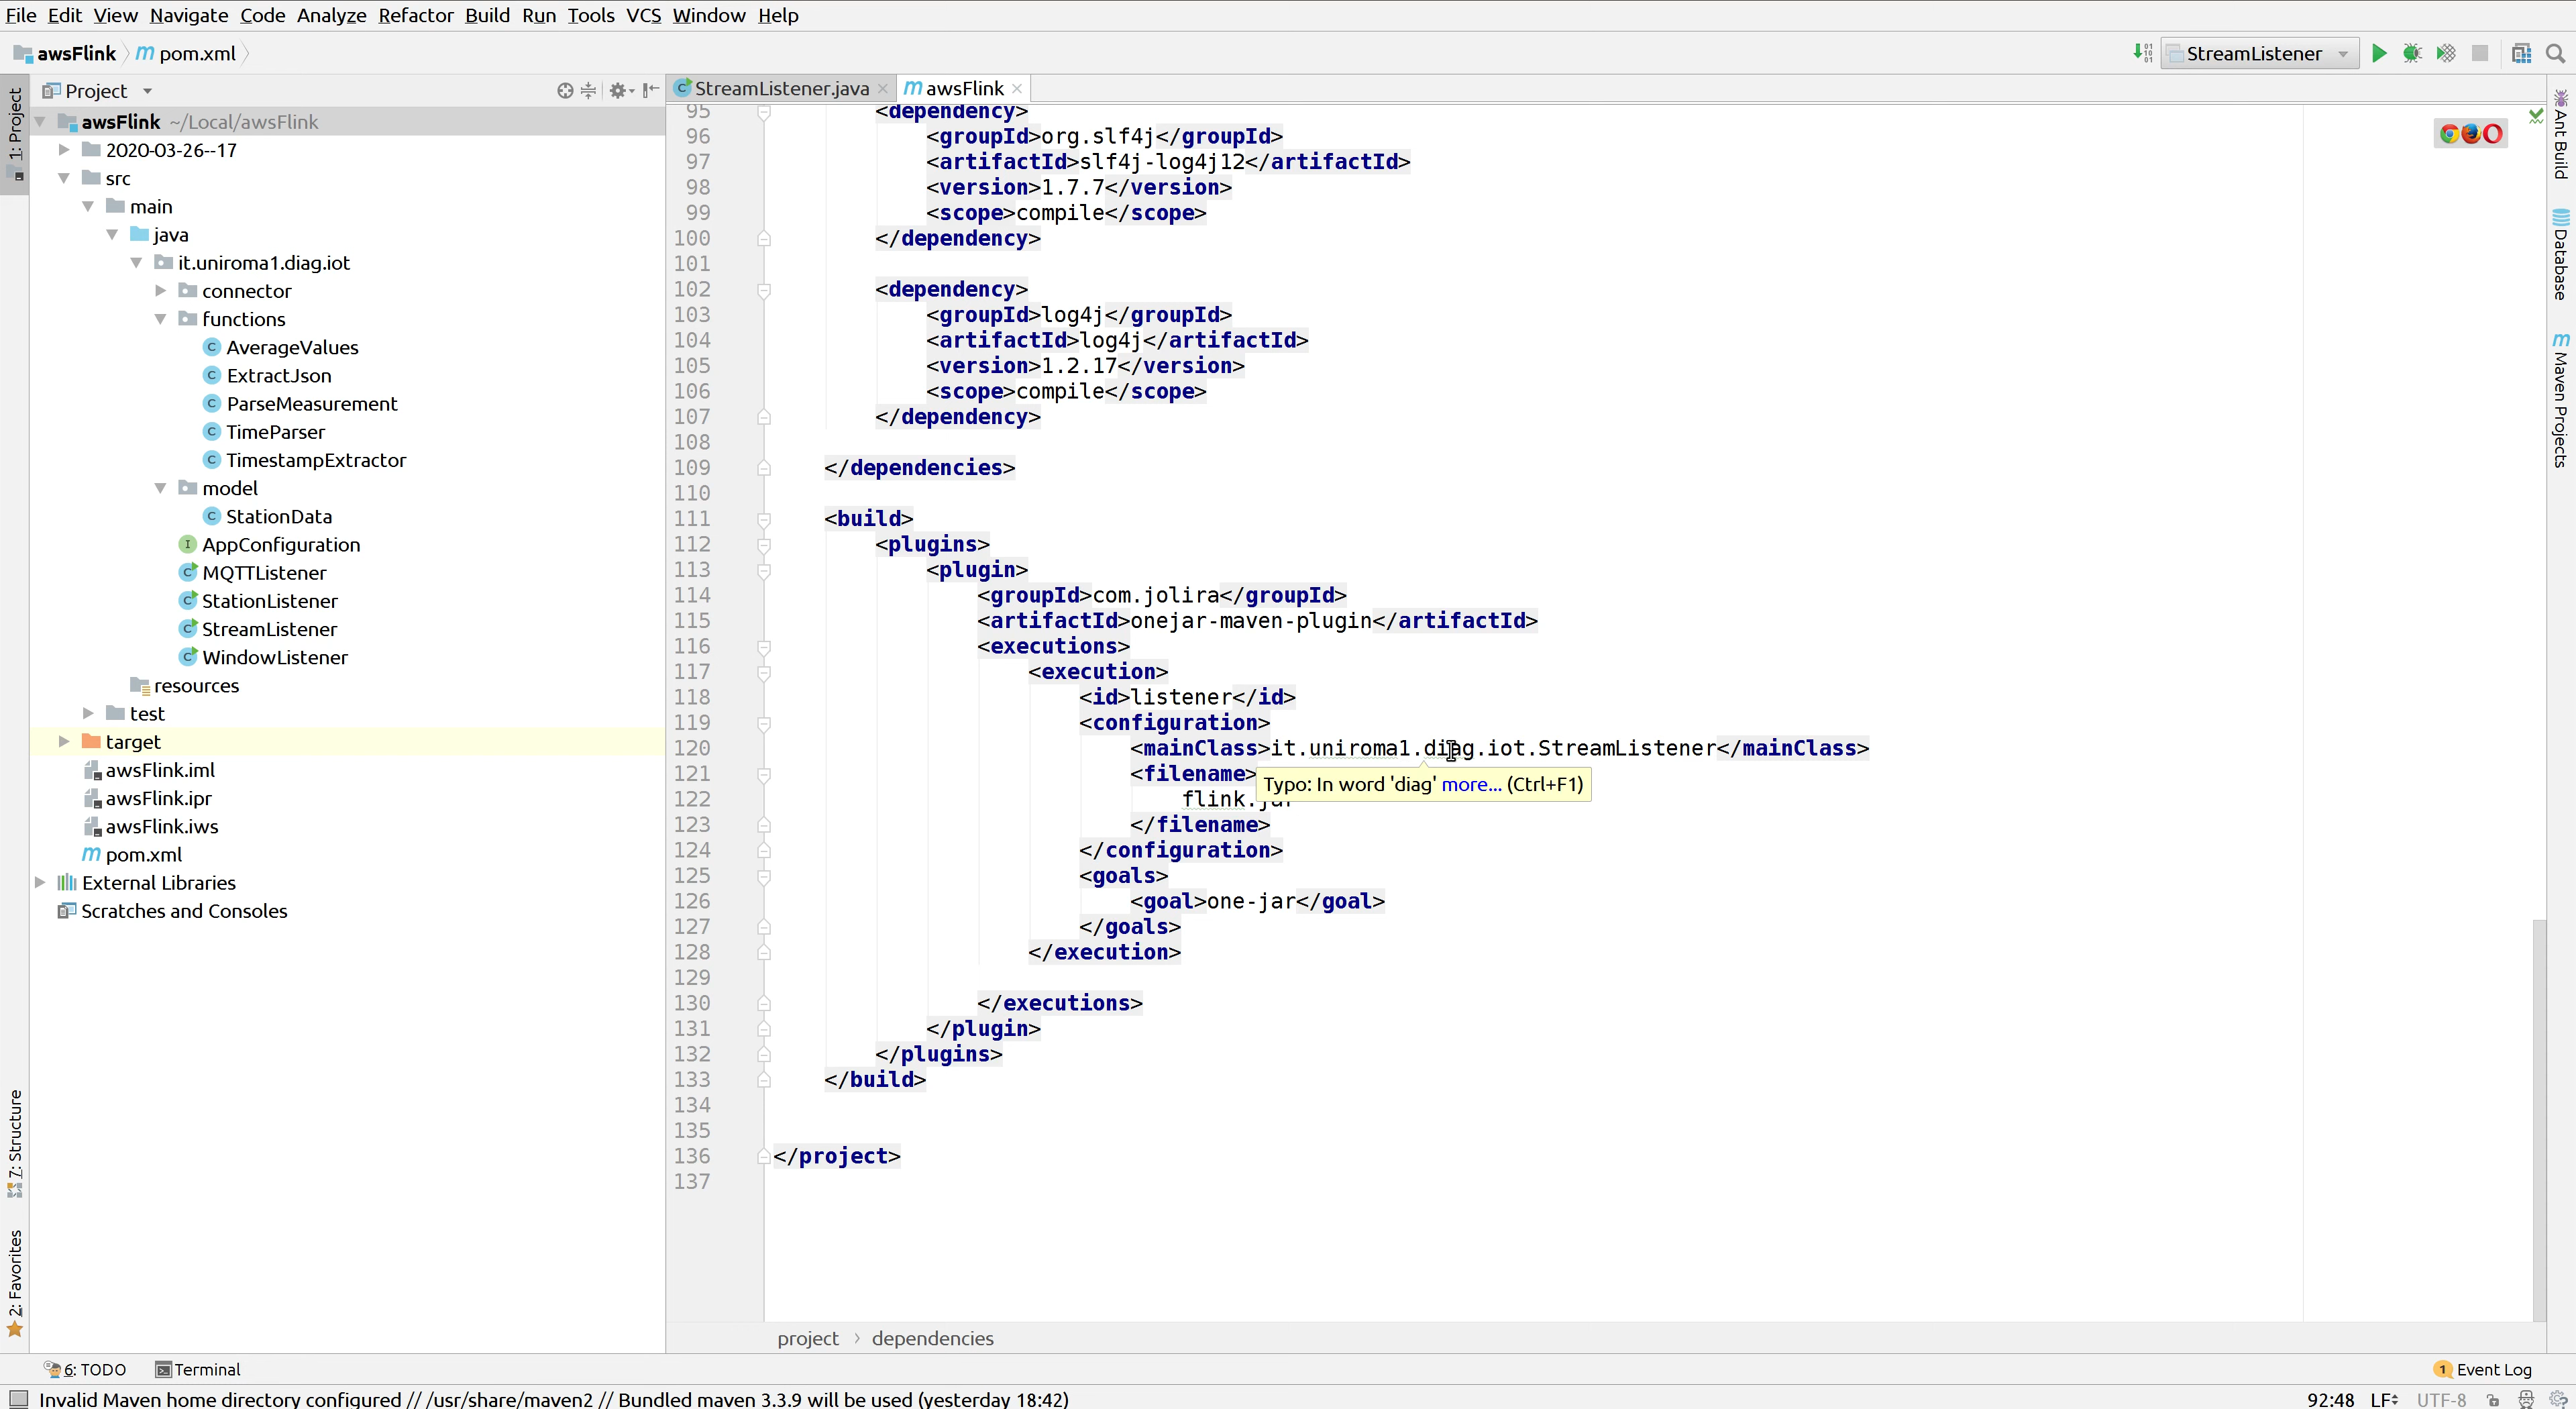 File Edit View Navigate Code Analyze Refactor Build Run Tools VCS Window Help
awsFlink pom.xml
StreamListener
Project
StreamListener.java
awsFlink
1: Project
7: Structure
2: Favorites
awsFlink ~/Local/awsFlink
2020-03-26--17
src
main
java
it.uniroma1.diag.iot
connector
functions
AverageValues
ExtractJson
ParseMeasurement
TimeParser
TimestampExtractor
model
StationData
AppConfiguration
MQTTListener
StationListener
StreamListener
WindowListener
resources
test
target
awsFlink.iml
awsFlink.ipr
awsFlink.iws
pom.xml
External Libraries
Scratches and Consoles
95 <dependency>
96 <groupId>org.slf4j</groupId>
97 <artifactId>slf4j-log4j12</artifactId>
98 <version>1.7.7</version>
99 <scope>compile</scope>
100 </dependency>
101
102 <dependency>
103 <groupId>log4j</groupId>
104 <artifactId>log4j</artifactId>
105 <version>1.2.17</version>
106 <scope>compile</scope>
107 </dependency>
108
109 </dependencies>
110
111 <build>
112 <plugins>
113 <plugin>
114 <groupId>com.jolira</groupId>
115 <artifactId>onejar-maven-plugin</artifactId>
116 <executions>
117 <execution>
118 <id>listener</id>
119 <configuration>
120 <mainClass>it.uniroma1.diag.iot.StreamListener</mainClass>
121 <filename>
Typo: In word 'diag' more... (Ctrl+F1)
122 flink.jar
123 </filename>
124 </configuration>
125 <goals>
126 <goal>one-jar</goal>
127 </goals>
128 </execution>
129
130 </executions>
131 </plugin>
132 </plugins>
133 </build>
134
135
136 </project>
137
project › dependencies
Ant Build
Database
Maven Projects
6: TODO
Terminal
1 Event Log
Invalid Maven home directory configured // /usr/share/maven2 // Bundled maven 3.3.9 will be used (yesterday 18:42)
92:48 LF UTF-8